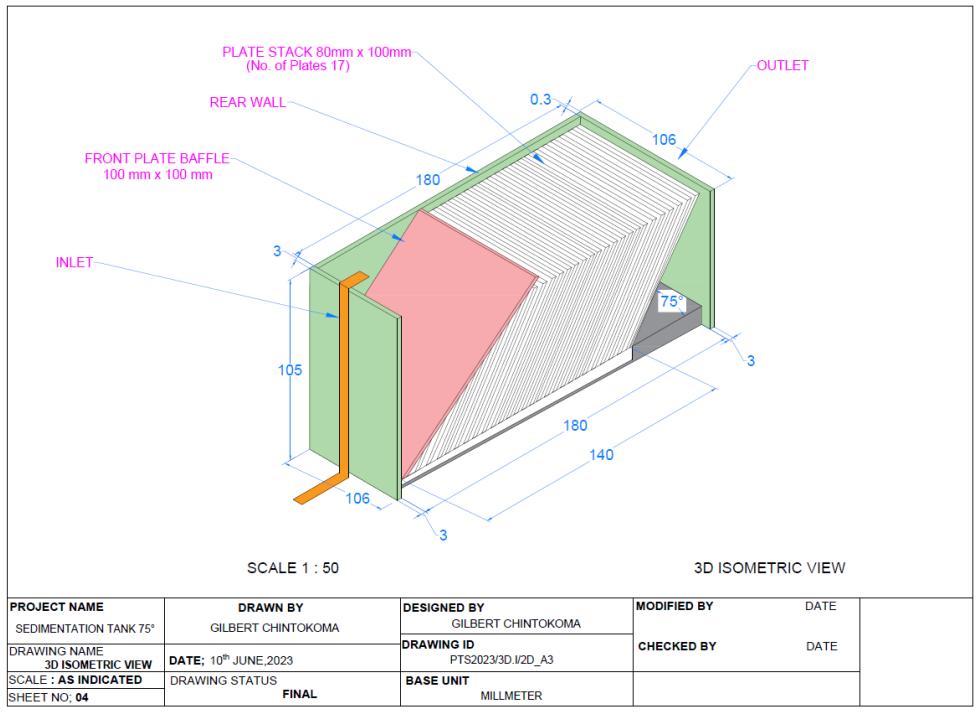 PLATE STACK 80mm x 100mm
(No. of Plates 17)
OUTLET
REAR WALL
0.3
106
FRONT PLATE BAFFLE
100 mm x 100 mm
180
3
INLET
75°
105
3
180
140
106
3
SCALE 1 : 50
3D ISOMETRIC VIEW
PROJECT NAME
SEDIMENTATION TANK 75°
DRAWN BY
GILBERT CHINTOKOMA
DESIGNED BY
GILBERT CHINTOKOMA
MODIFIED BY DATE
DRAWING NAME
3D ISOMETRIC VIEW
DATE; 10th JUNE,2023
DRAWING ID
PTS2023/3D.I/2D_A3
CHECKED BY DATE
SCALE : AS INDICATED
SHEET NO; 04
DRAWING STATUS
FINAL
BASE UNIT
MILLMETER